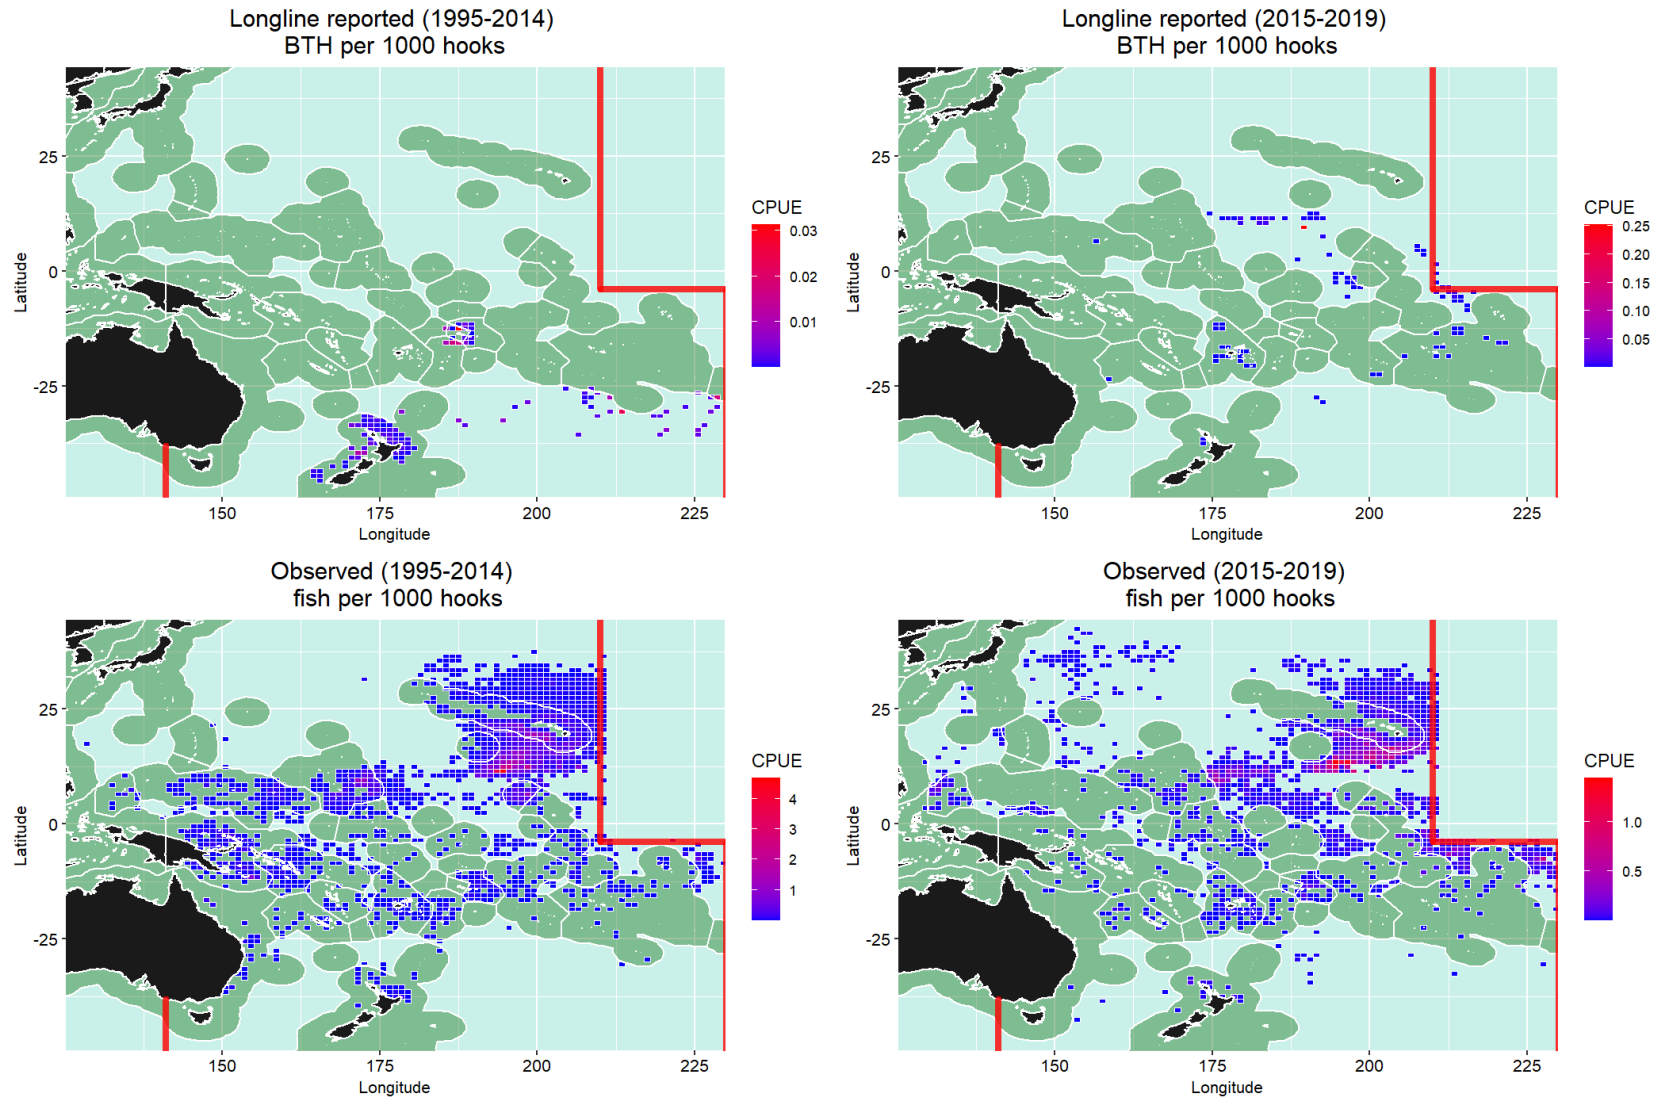 Longline reported (1995-2014)
BTH per 1000 hooks
Latitude
25
0
-25
150
175
200
225
Longitude
CPUE
0.03
0.02
0.01
Longline reported (2015-2019)
BTH per 1000 hooks
Latitude
25
0
-25
150
175
200
225
Longitude
CPUE
0.25
0.20
0.15
0.10
0.05
Observed (1995-2014)
fish per 1000 hooks
Latitude
25
0
-25
150
175
200
225
Longitude
CPUE
4
3
2
1
Observed (2015-2019)
fish per 1000 hooks
Latitude
25
0
-25
150
175
200
225
Longitude
CPUE
1.0
0.5